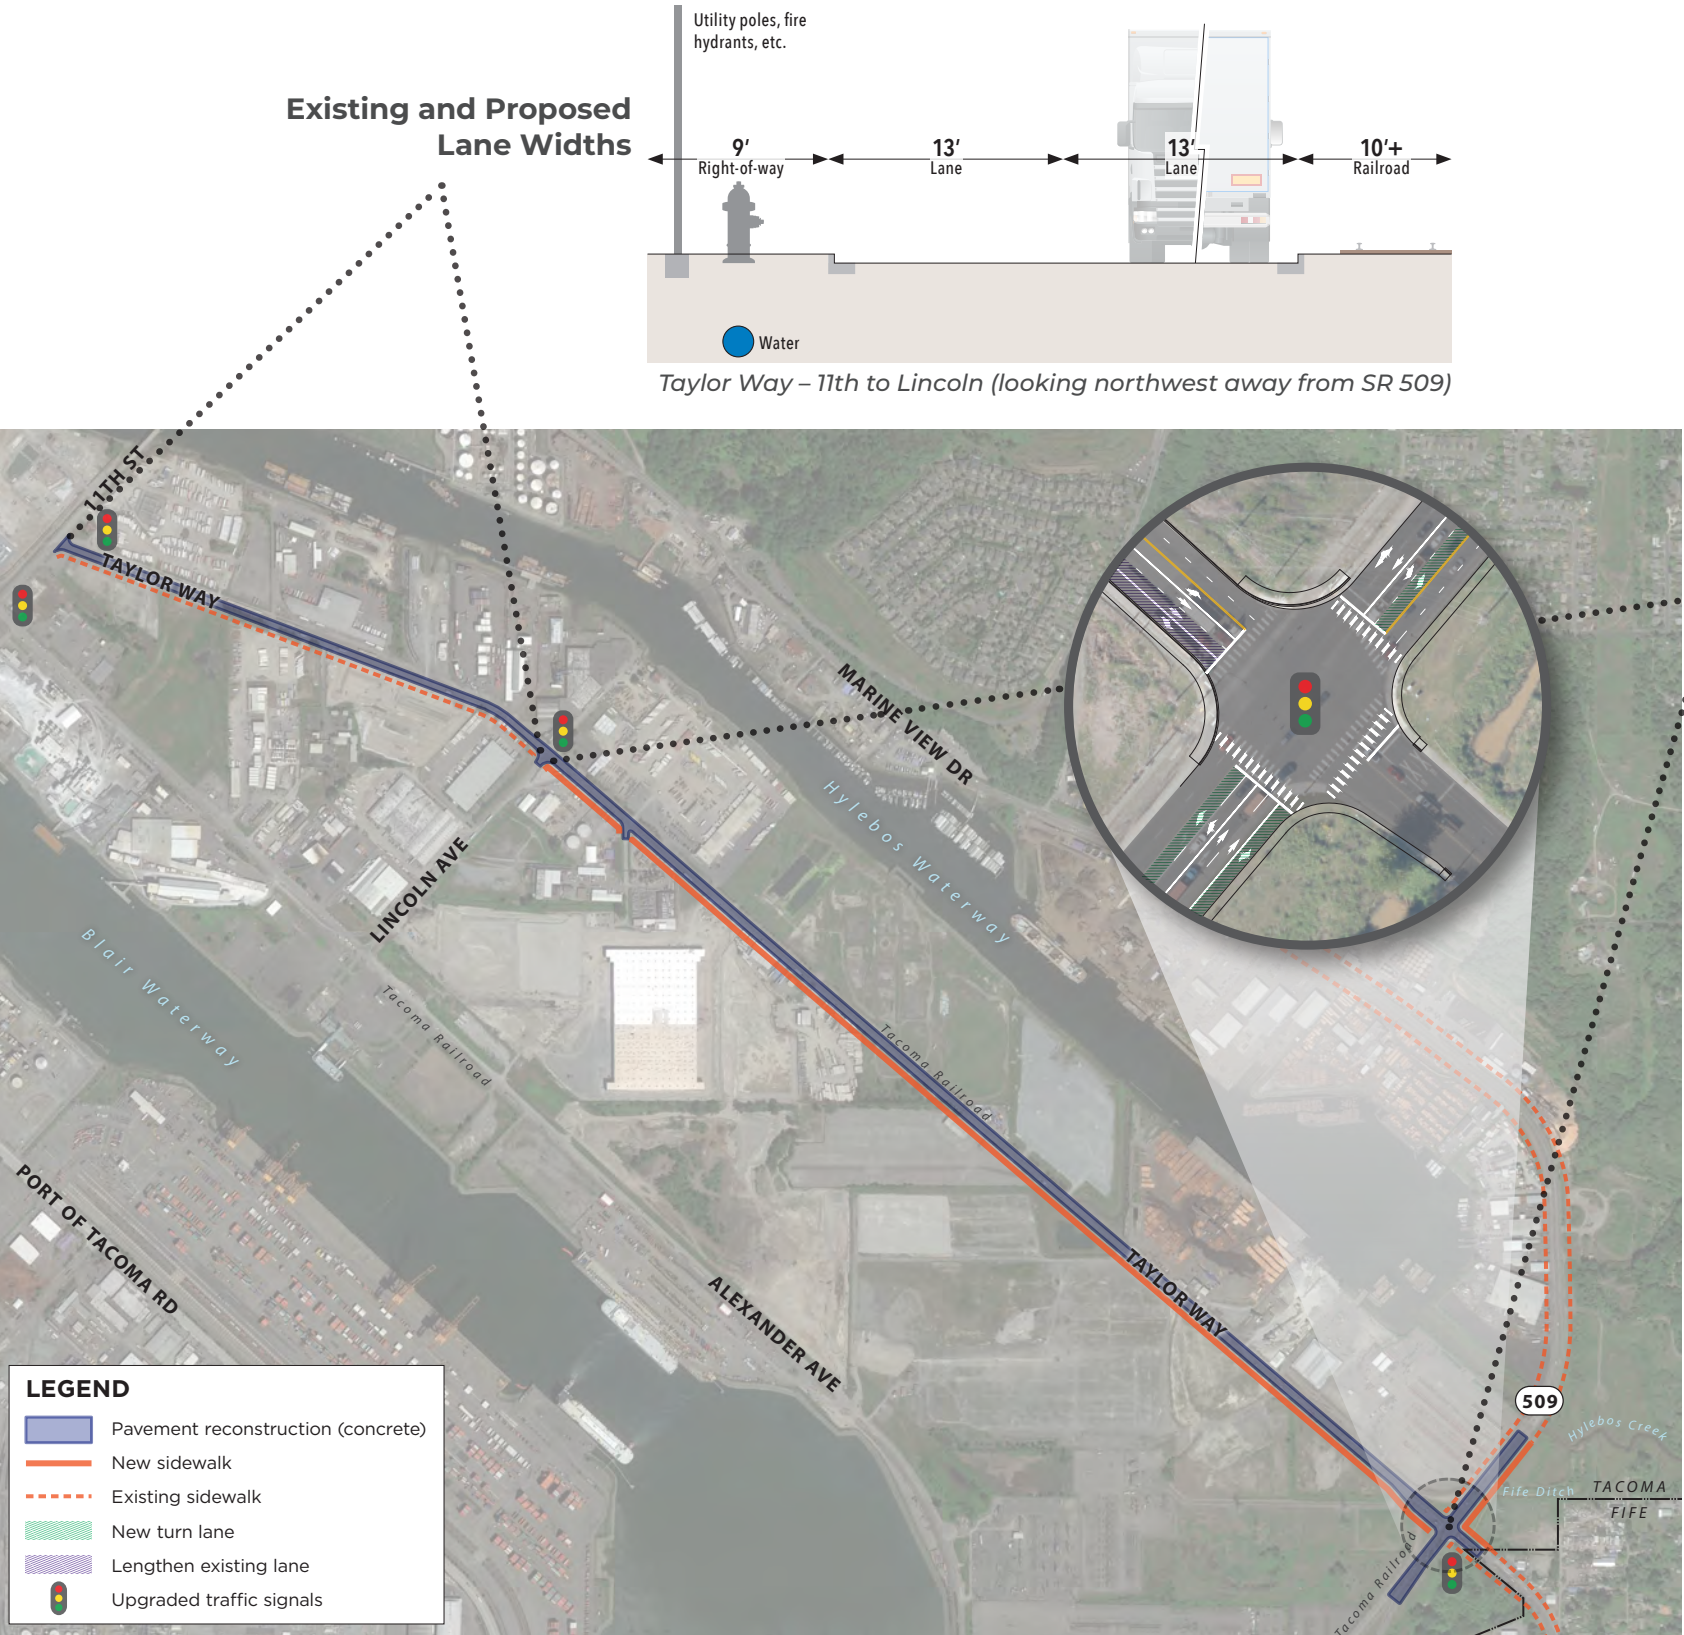 Utility poles, fire
hydrants, etc.
Existing and Proposed
Lane Widths
9′
Right-of-way
13′
Lane
13′
Lane
10′+
Railroad
Water
Taylor Way – 11th to Lincoln (looking northwest away from SR 509)
11TH ST
TAYLOR WAY
MARINE VIEW DR
Hylebos Waterway
LINCOLN AVE
Blair Waterway
Tacoma Railroad
Tacoma Railroad
PORT OF TACOMA RD
ALEXANDER AVE
TAYLOR WAY
509
Hylebos Creek
Fife Ditch
TACOMA
FIFE
Tacoma Railroad
LEGEND
Pavement reconstruction (concrete)
New sidewalk
Existing sidewalk
New turn lane
Lengthen existing lane
Upgraded traffic signals